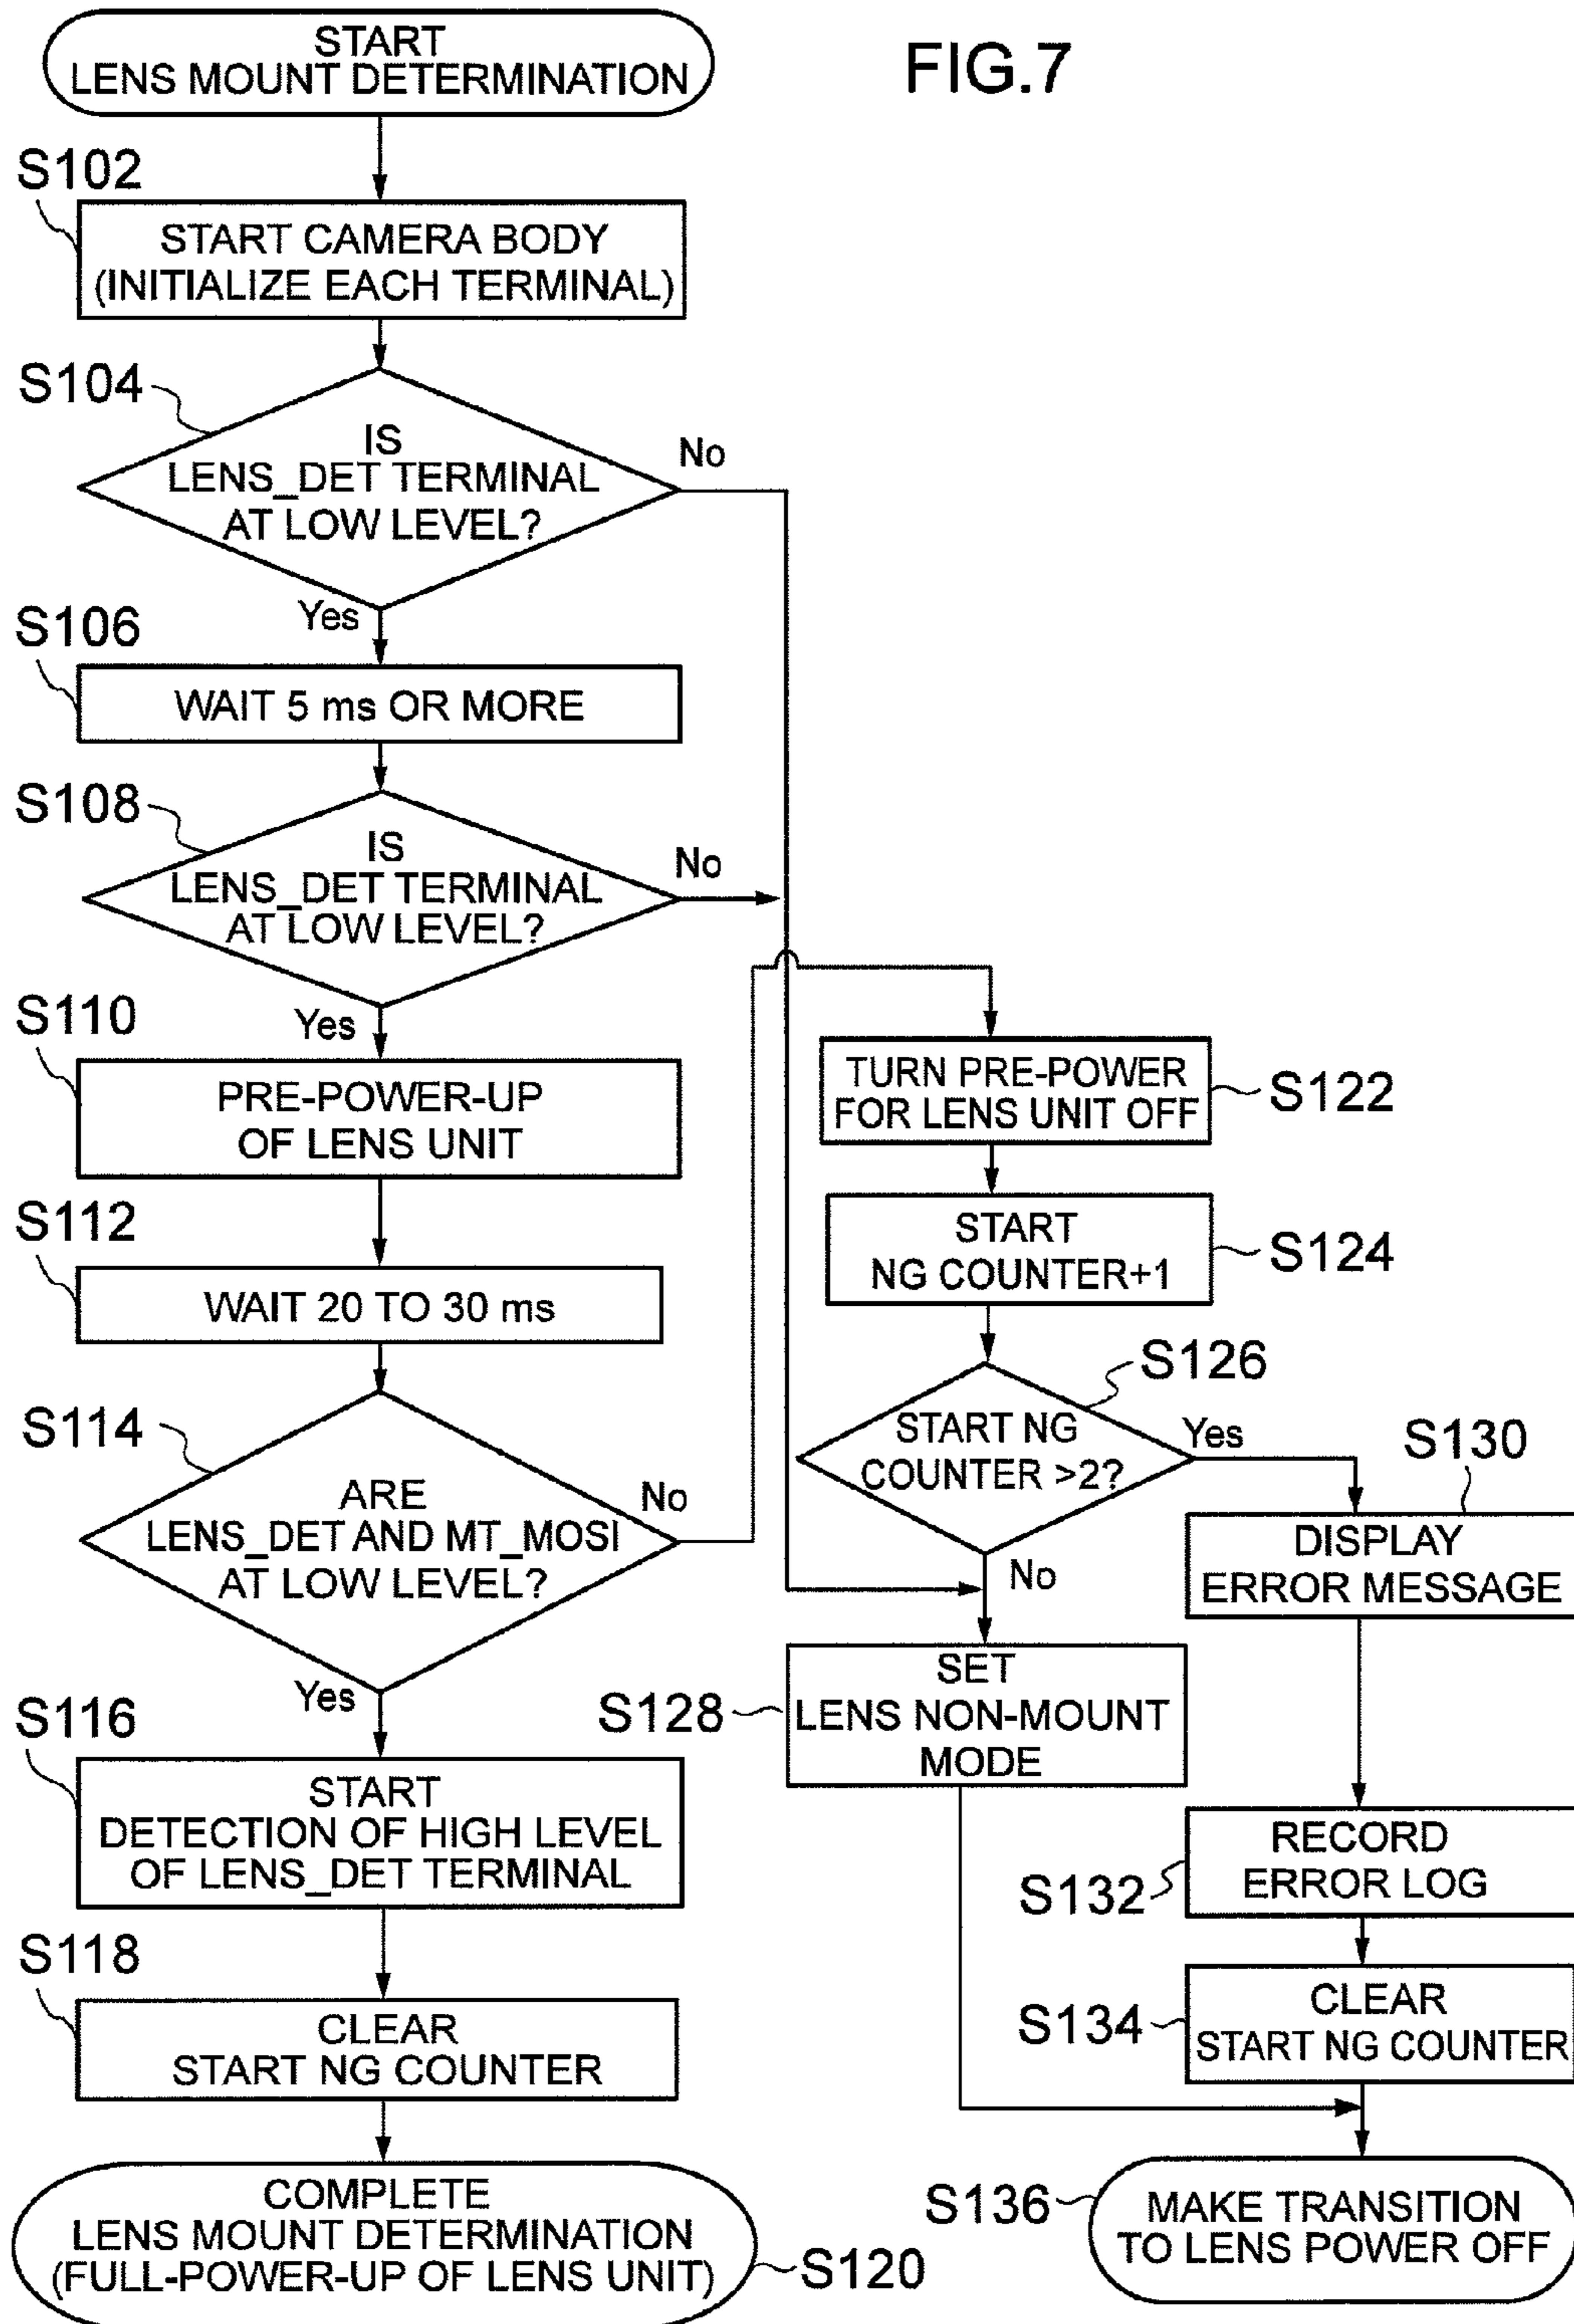 START
LENS MOUNT DETERMINATION
FIG.7
S102
START CAMERA BODY
(INITIALIZE EACH TERMINAL)
S104
IS
LENS_DET TERMINAL
AT LOW LEVEL?
No
Yes
S106
WAIT 5 ms OR MORE
S108
IS
LENS_DET TERMINAL
AT LOW LEVEL?
No
Yes
S110
PRE-POWER-UP
OF LENS UNIT
S112
WAIT 20 TO 30 ms
S114
ARE
LENS_DET AND MT_MOSI
AT LOW LEVEL?
No
Yes
S116
START
DETECTION OF HIGH LEVEL
OF LENS_DET TERMINAL
S118
CLEAR
START NG COUNTER
COMPLETE
LENS MOUNT DETERMINATION
(FULL-POWER-UP OF LENS UNIT)
S120
TURN PRE-POWER
FOR LENS UNIT OFF
S122
START
NG COUNTER+1
S124
S126
START NG
COUNTER >2?
Yes
No
S128
SET
LENS NON-MOUNT
MODE
S130
DISPLAY
ERROR MESSAGE
S132
RECORD
ERROR LOG
S134
CLEAR
START NG COUNTER
S136
MAKE TRANSITION
TO LENS POWER OFF